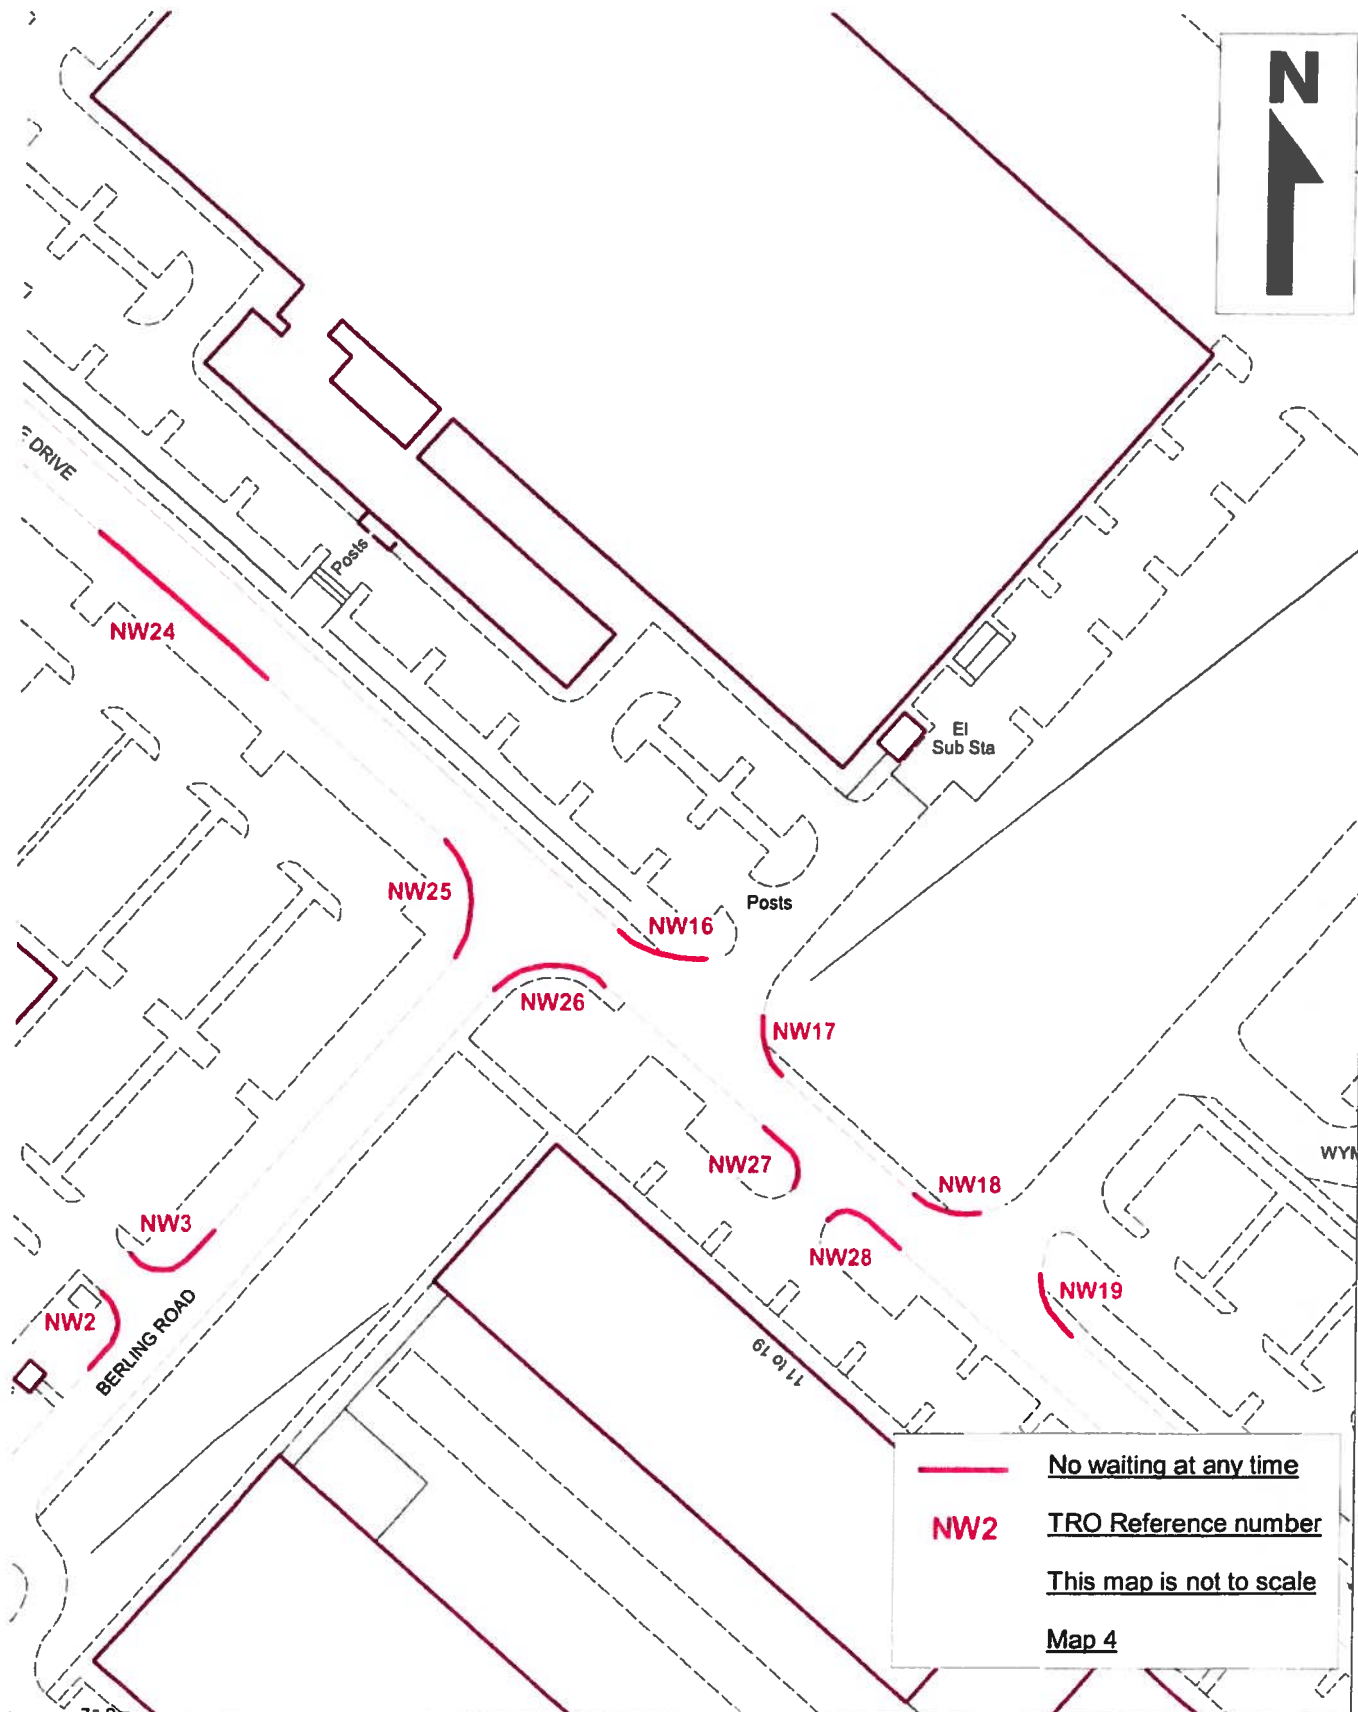 N
DRIVE
Posts
NW24
El
Sub Sta
NW25
Posts
NW16
NW26
NW17
NW27
NW18
NW3
NW28
NW19
NW2
BERLING ROAD
11 to 19
No waiting at any time
NW2
TRO Reference number
This map is not to scale
Map 4